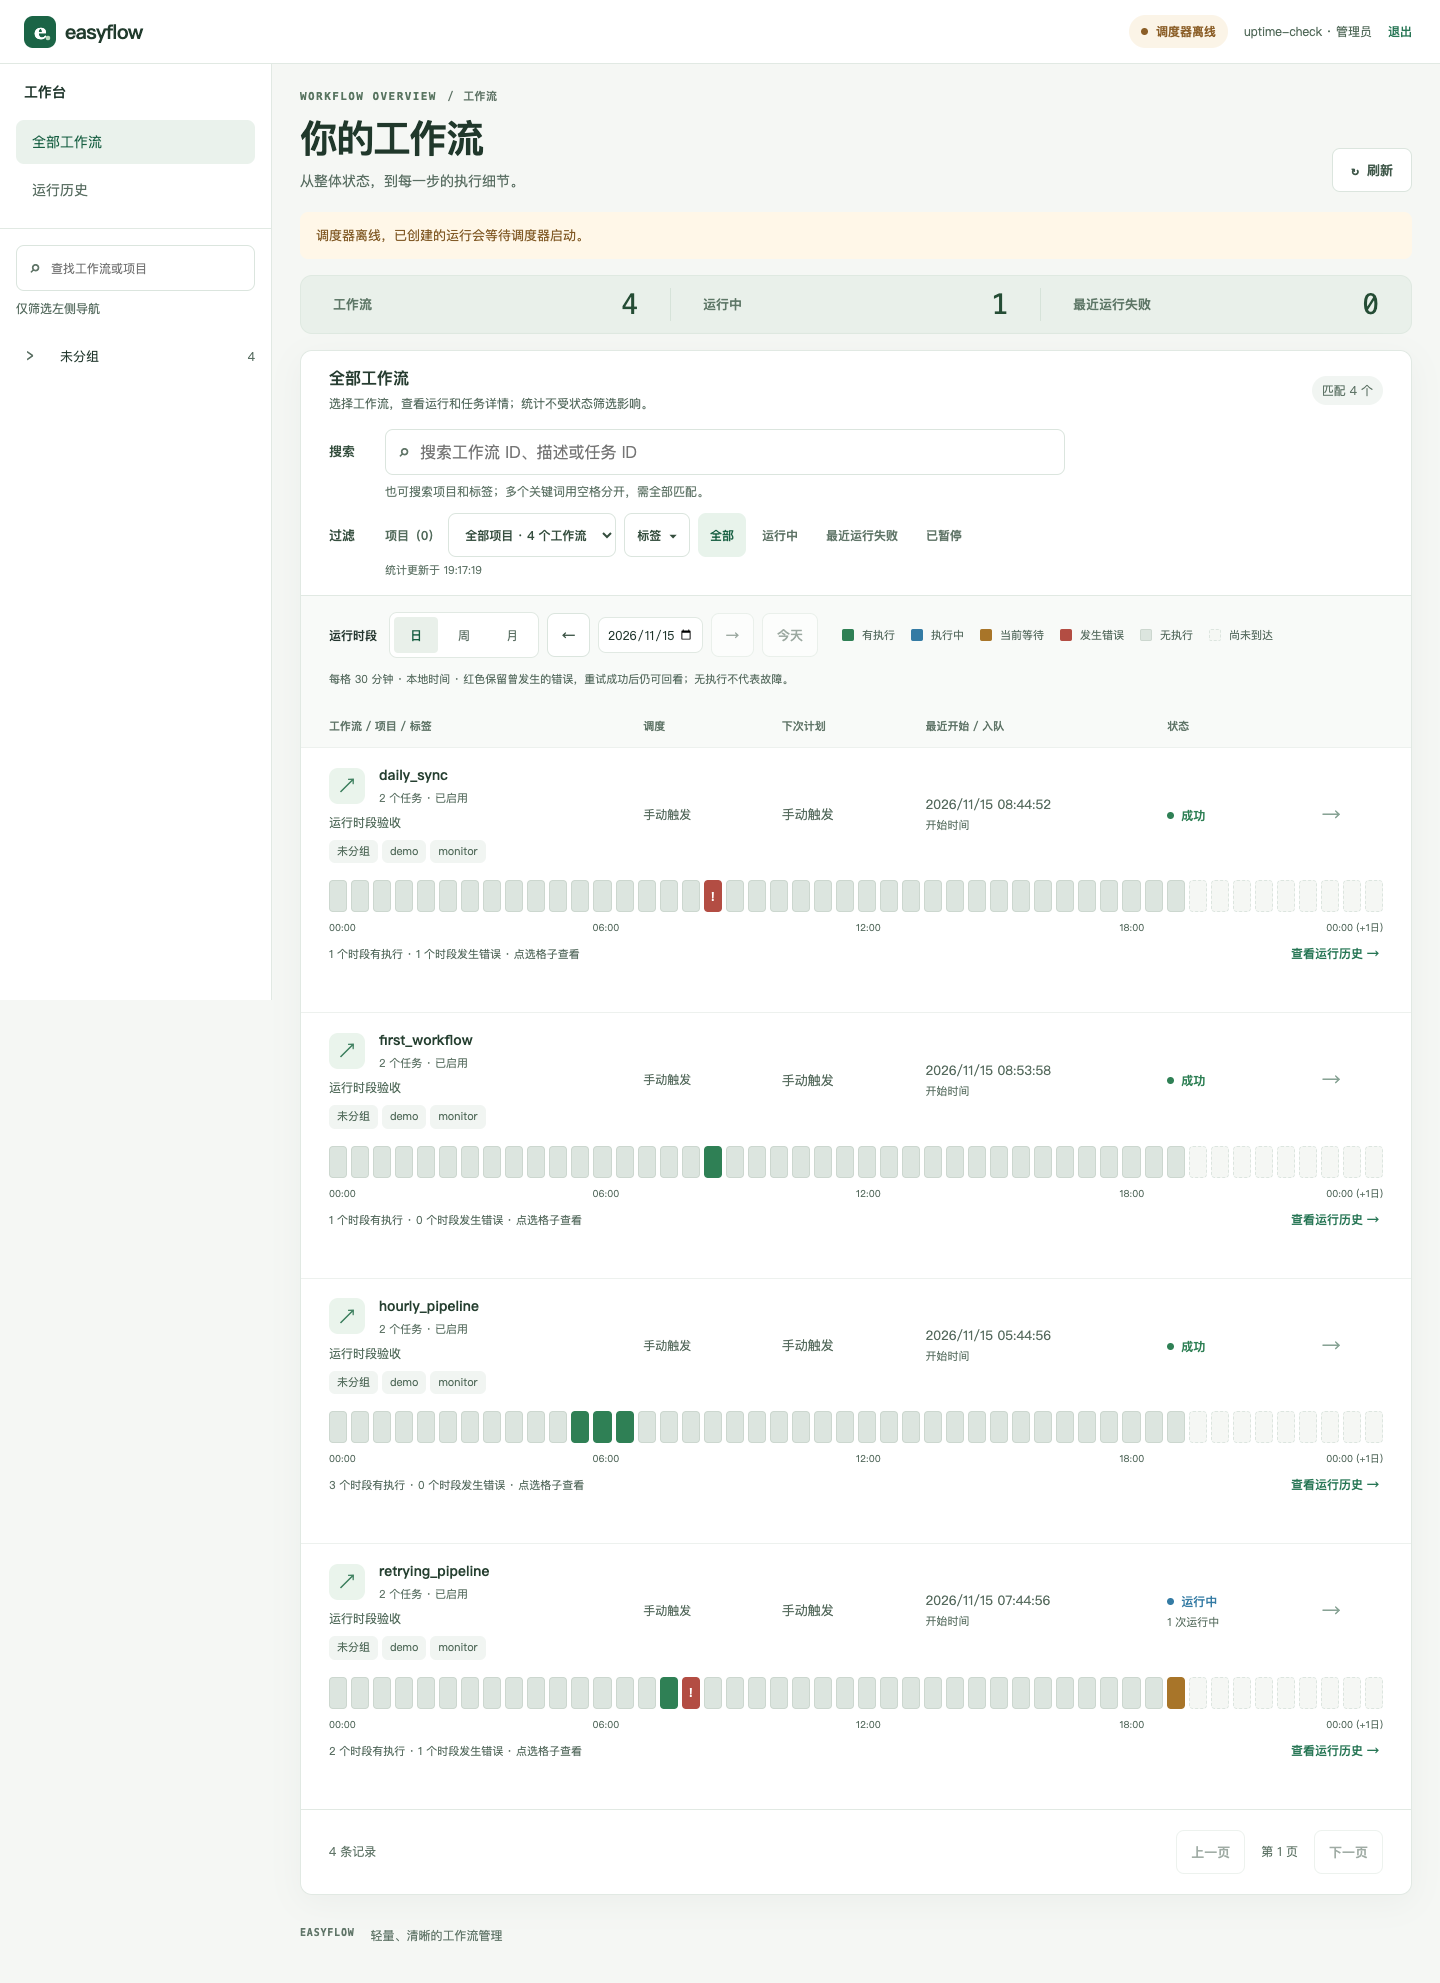 e. easyflow
调度器离线 uptime-check · 管理员 退出
工作台
全部工作流
运行历史
查找工作流或项目
仅筛选左侧导航
> 未分组 4
WORKFLOW OVERVIEW / 工作流
你的工作流
从整体状态，到每一步的执行细节。
↻ 刷新
调度器离线，已创建的运行会等待调度器启动。
工作流 4 运行中 1 最近运行失败 0
全部工作流
选择工作流，查看运行和任务详情；统计不受状态筛选影响。
匹配 4 个
搜索 搜索工作流 ID、描述或任务 ID
也可搜索项目和标签；多个关键词用空格分开，需全部匹配。
过滤 项目（0） 全部项目 · 4 个工作流 标签 全部 运行中 最近运行失败 已暂停
统计更新于 19:17:19
运行时段 日 周 月 ← 2026/11/15 → 今天 有执行 执行中 当前等待 发生错误 无执行 尚未到达
每格 30 分钟 · 本地时间 · 红色保留曾发生的错误，重试成功后仍可回看；无执行不代表故障。
工作流 / 项目 / 标签 调度 下次计划 最近开始 / 入队 状态
↗ daily_sync
2 个任务 · 已启用
运行时段验收
未分组 demo monitor
手动触发 手动触发 2026/11/15 08:44:52
开始时间
成功 →
!
00:00 06:00 12:00 18:00 00:00 (+1日)
1 个时段有执行 · 1 个时段发生错误 · 点选格子查看 查看运行历史 →
↗ first_workflow
2 个任务 · 已启用
运行时段验收
未分组 demo monitor
手动触发 手动触发 2026/11/15 08:53:58
开始时间
成功 →
00:00 06:00 12:00 18:00 00:00 (+1日)
1 个时段有执行 · 0 个时段发生错误 · 点选格子查看 查看运行历史 →
↗ hourly_pipeline
2 个任务 · 已启用
运行时段验收
未分组 demo monitor
手动触发 手动触发 2026/11/15 05:44:56
开始时间
成功 →
00:00 06:00 12:00 18:00 00:00 (+1日)
3 个时段有执行 · 0 个时段发生错误 · 点选格子查看 查看运行历史 →
↗ retrying_pipeline
2 个任务 · 已启用
运行时段验收
未分组 demo monitor
手动触发 手动触发 2026/11/15 07:44:56
开始时间
运行中
1 次运行中 →
!
00:00 06:00 12:00 18:00 00:00 (+1日)
2 个时段有执行 · 1 个时段发生错误 · 点选格子查看 查看运行历史 →
4 条记录 上一页 第 1 页 下一页
EASYFLOW 轻量、清晰的工作流管理